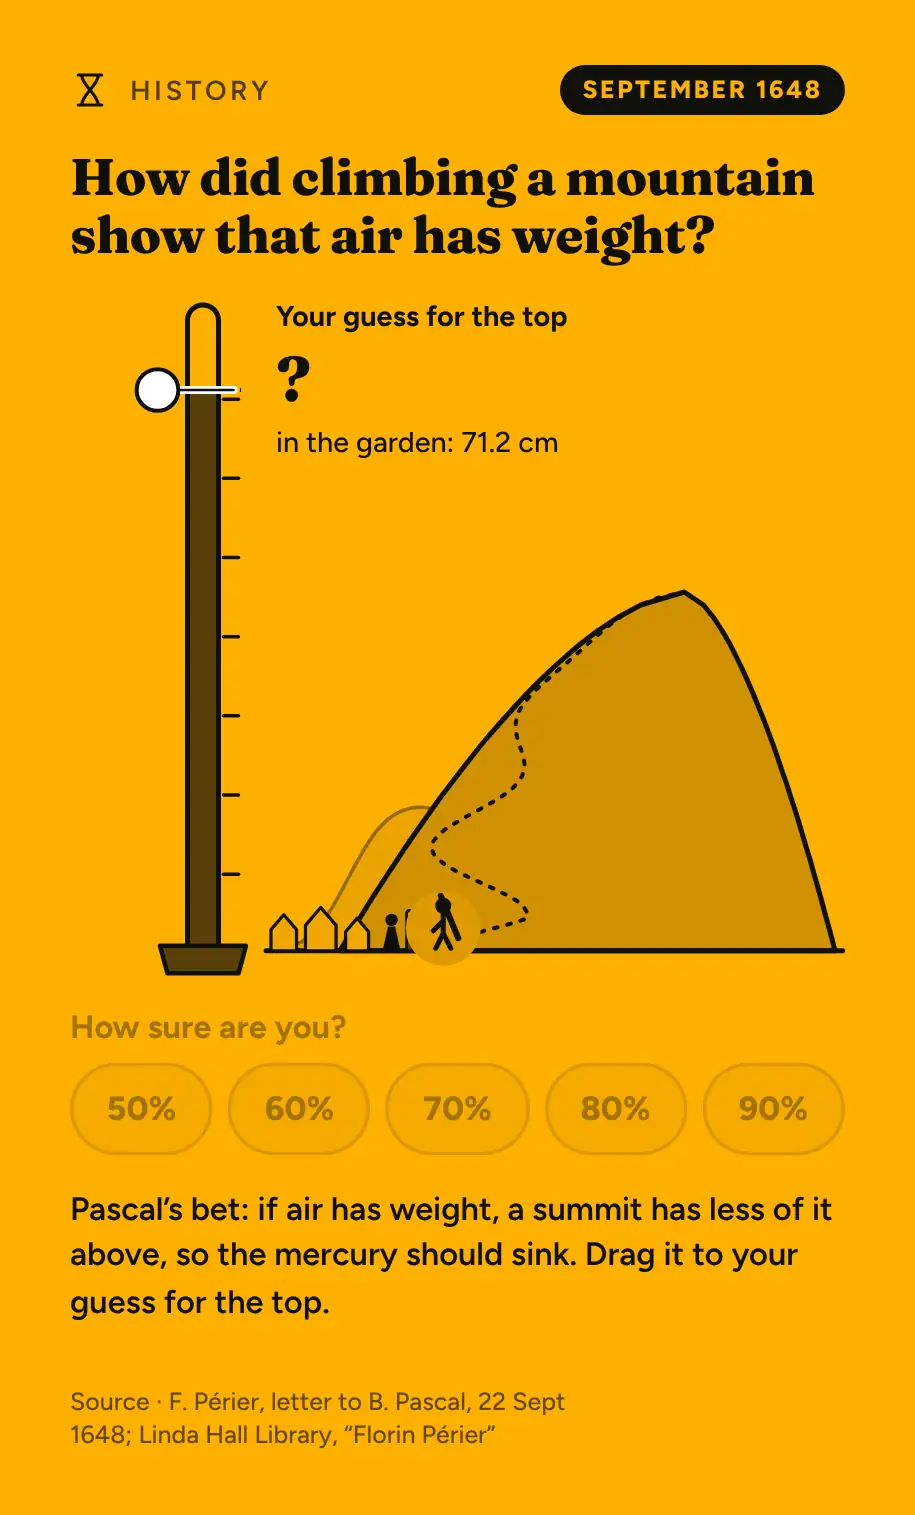 HISTORY
SEPTEMBER 1648
How did climbing a mountain
show that air has weight?
Your guess for the top
?
in the garden: 71.2 cm
How sure are you?
50% 60% 70% 80% 90%
Pascal’s bet: if air has weight, a summit has less of it
above, so the mercury should sink. Drag it to your
guess for the top.
Source · F. Périer, letter to B. Pascal, 22 Sept
1648; Linda Hall Library, “Florin Périer”